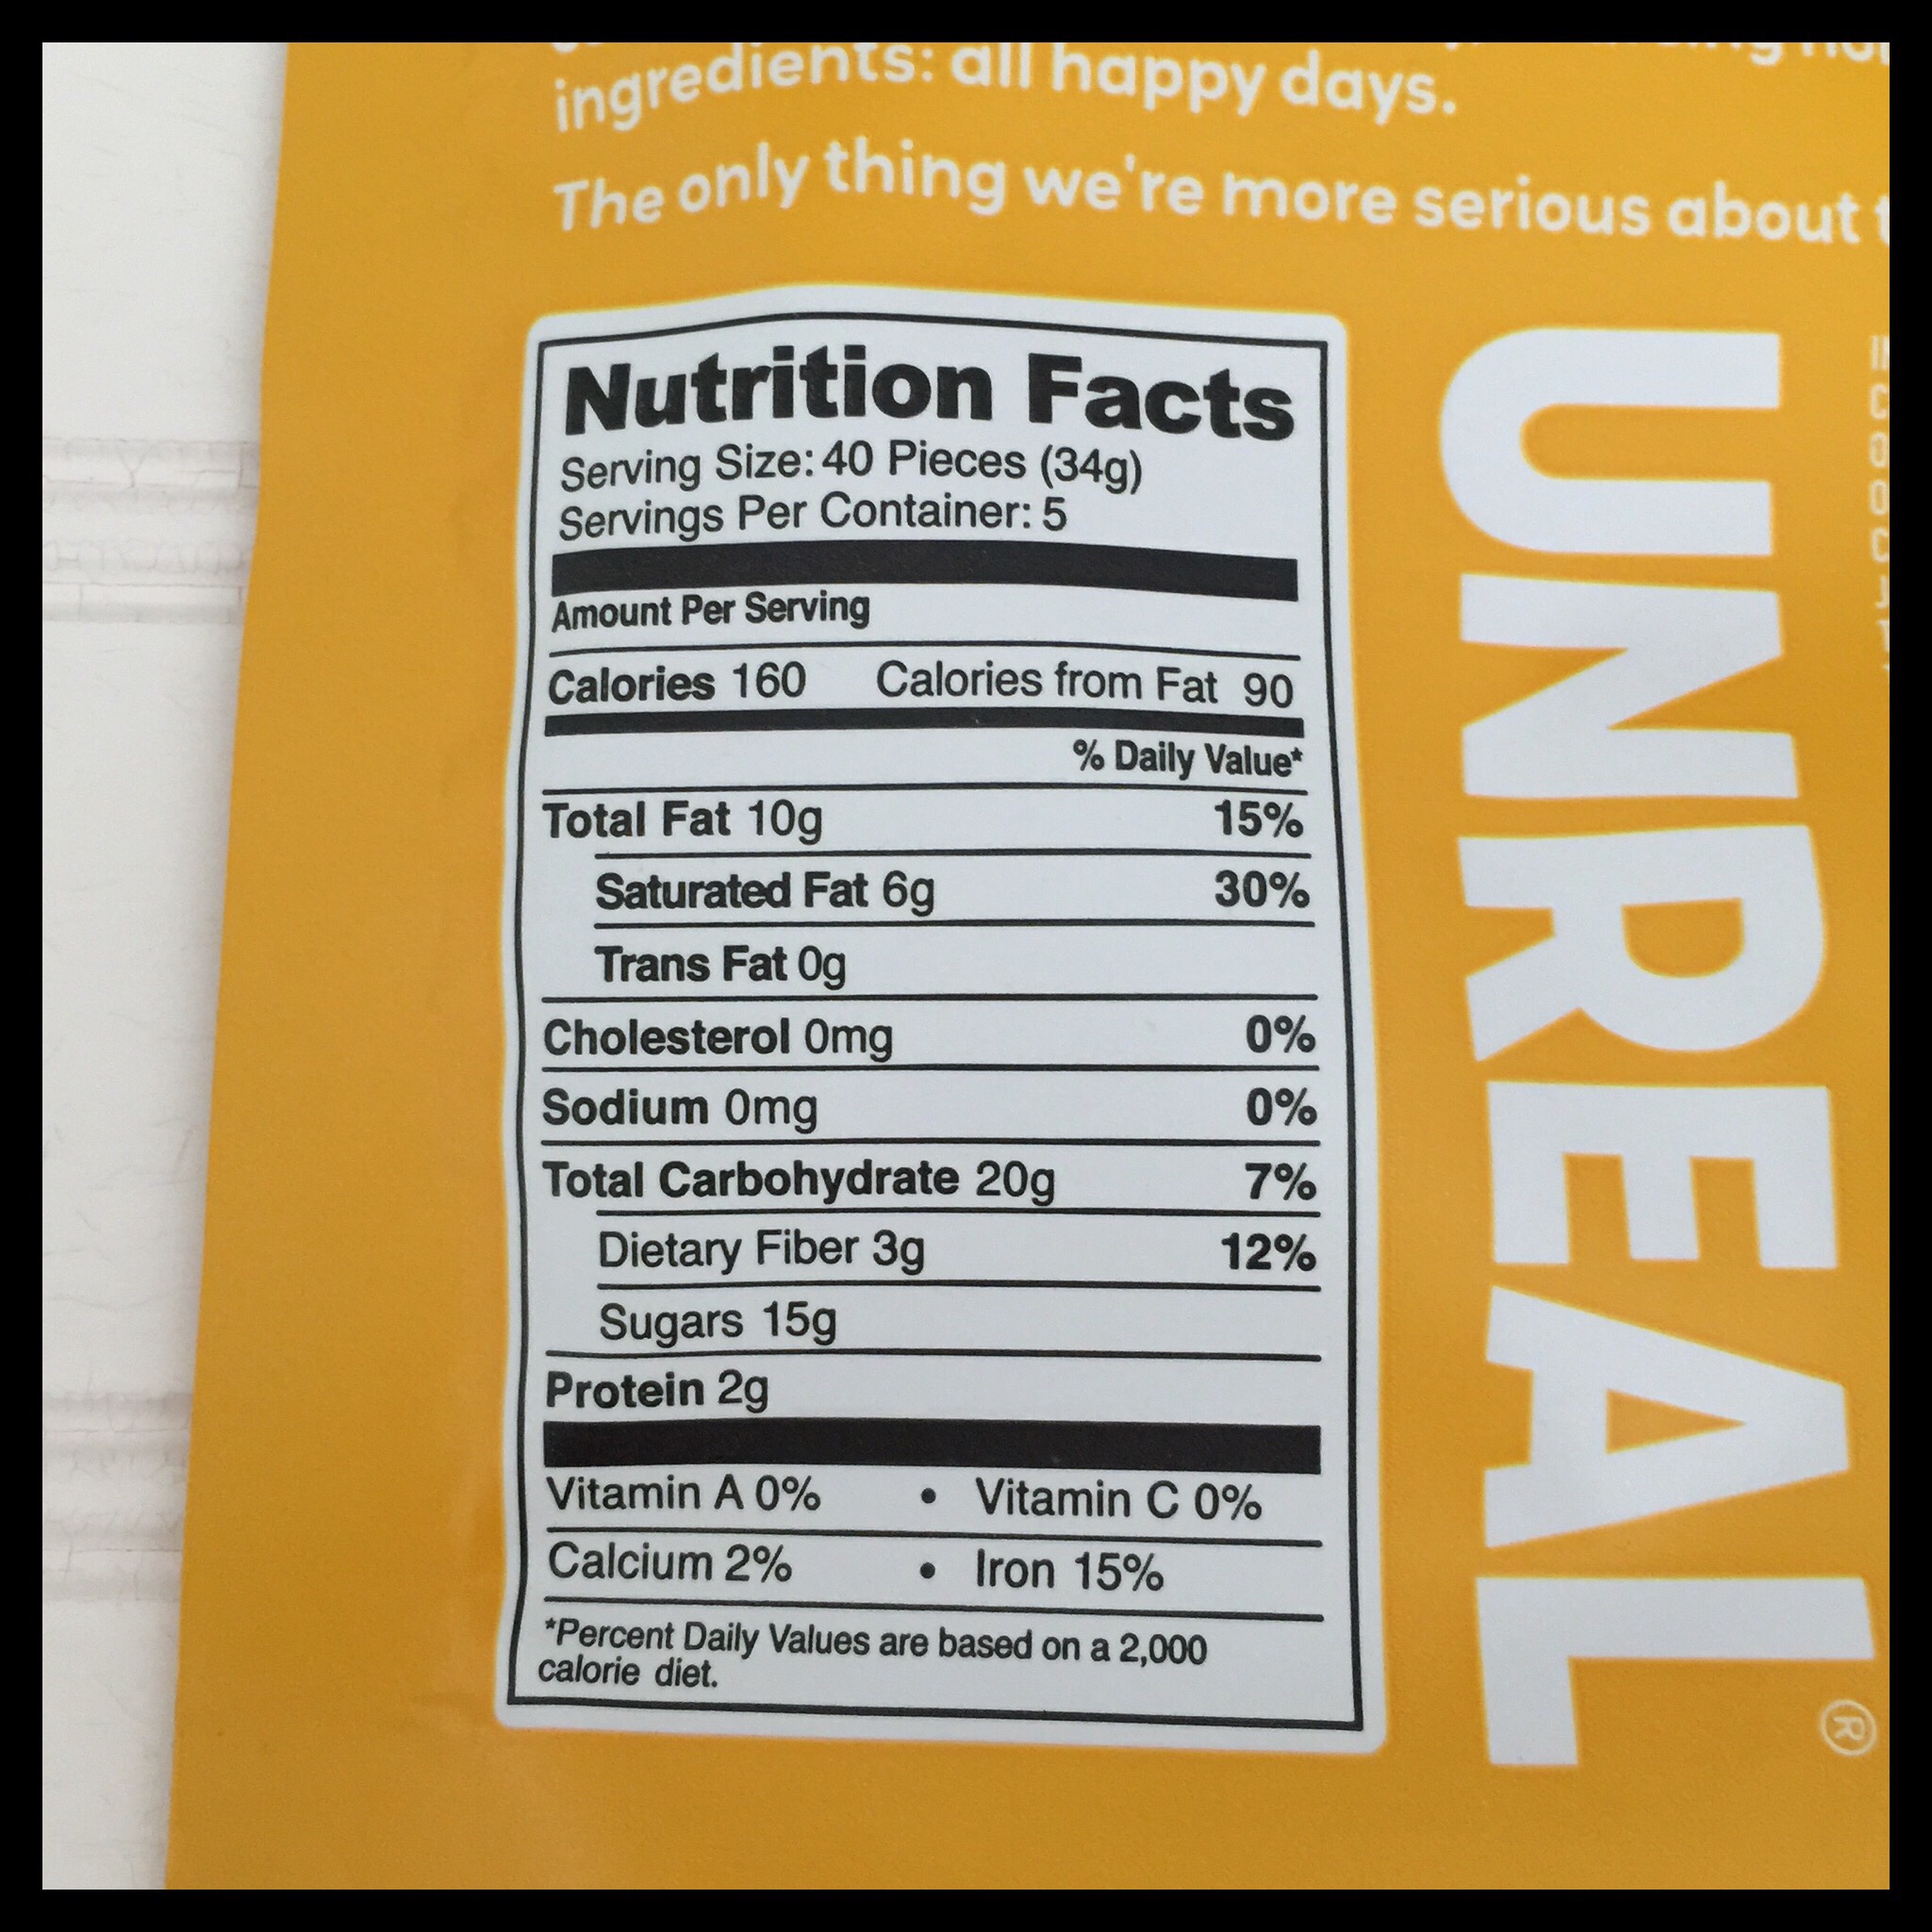 ingredients: all happy days.
The only thing we're more serious about
Nutrition Facts
Serving Size: 40 Pieces (34g)
Servings Per Container: 5
Amount Per Serving
Calories 160 Calories from Fat 90
% Daily Value*
Total Fat 10g 15%
Saturated Fat 6g 30%
Trans Fat 0g
Cholesterol 0mg 0%
Sodium 0mg 0%
Total Carbohydrate 20g 7%
Dietary Fiber 3g 12%
Sugars 15g
Protein 2g
Vitamin A 0% • Vitamin C 0%
Calcium 2% • Iron 15%
*Percent Daily Values are based on a 2,000
calorie diet.
UNREAL®